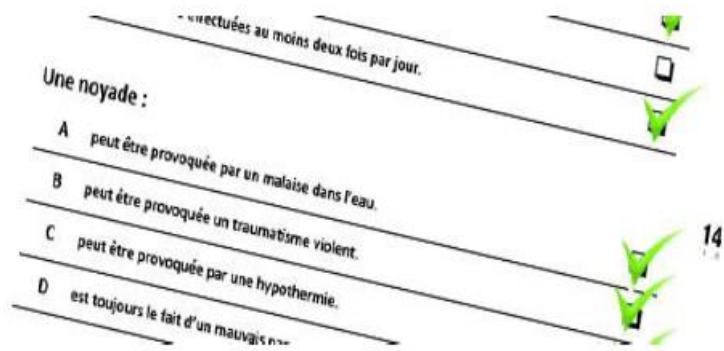 effectuées au moins deux fois par jour.
Une noyade :
A peut être provoquée par un malaise dans l'eau.
B peut être provoquée un traumatisme violent.
14
C peut être provoquée par une hypothermie.
D est toujours le fait d'un mauvais